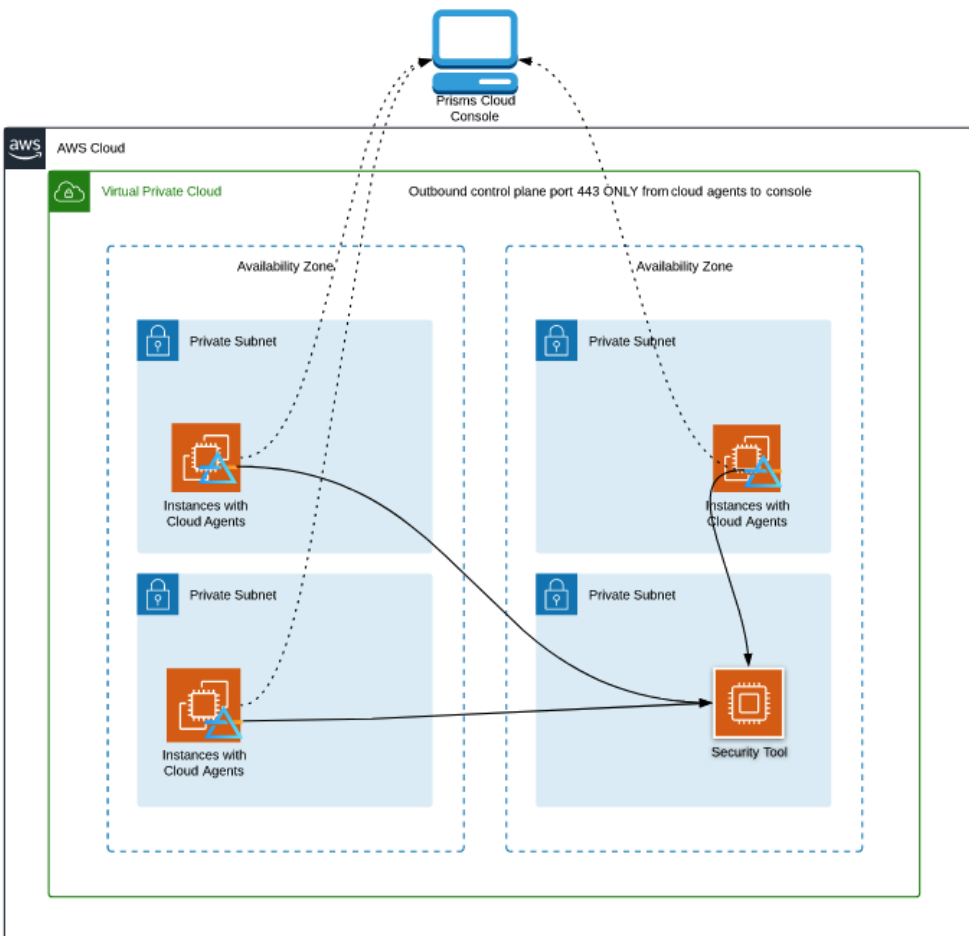 Prisms Cloud
Console
aws
AWS Cloud
Virtual Private Cloud
Outbound control plane port 443 ONLY from cloud agents to console
Availability Zone
Availability Zone
Private Subnet
Private Subnet
Instances with
Cloud Agents
Instances with
Cloud Agents
Private Subnet
Private Subnet
Instances with
Cloud Agents
Security Tool